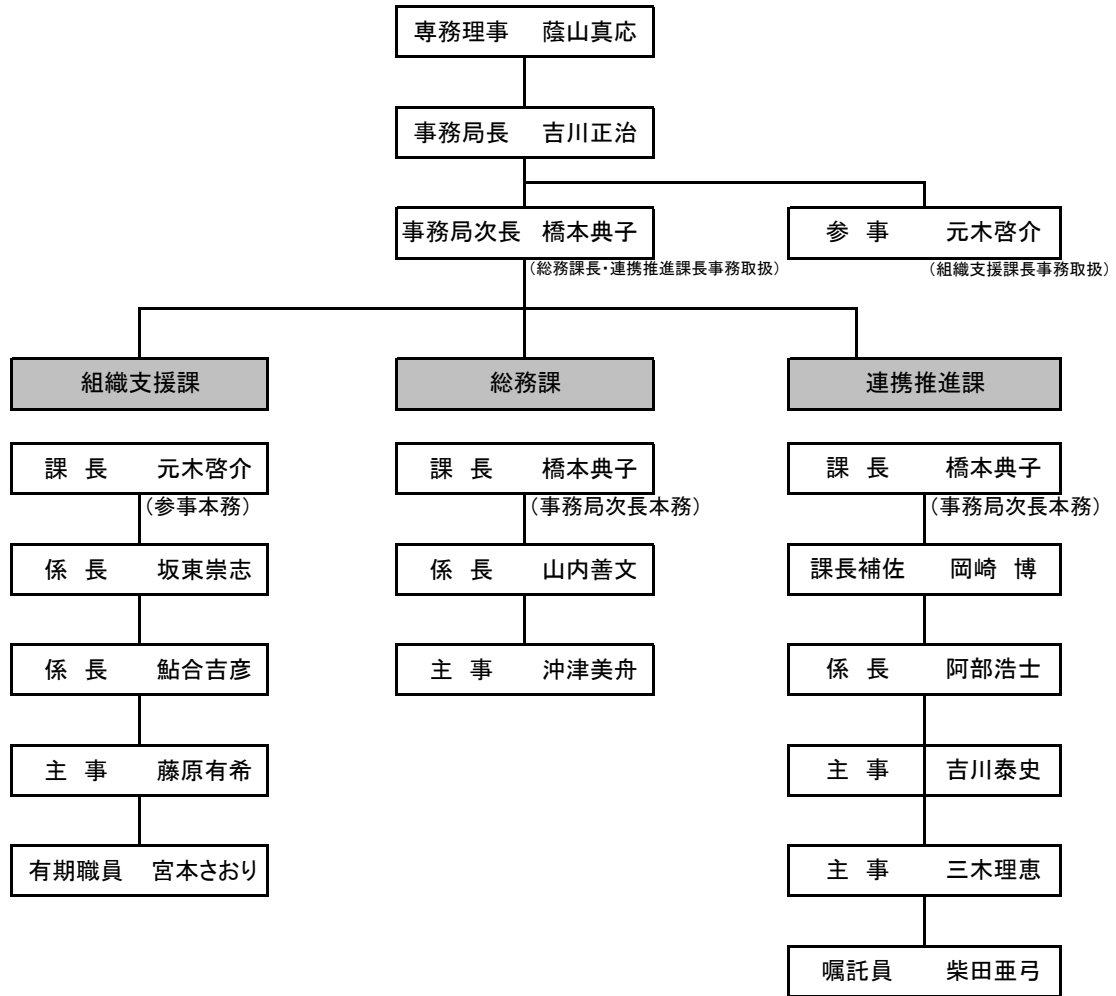 専務理事 蔭山真応
事務局長 吉川正治
事務局次長 橋本典子
(総務課長・連携推進課長事務取扱)
参 事 元木啓介
(組織支援課長事務取扱)
組織支援課
課 長 元木啓介
(参事本務)
係 長 坂東崇志
係 長 鮎合吉彦
主 事 藤原有希
有期職員 宮本さおり
総務課
課 長 橋本典子
(事務局次長本務)
係 長 山内善文
主 事 沖津美舟
連携推進課
課 長 橋本典子
(事務局次長本務)
課長補佐 岡崎 博
係 長 阿部浩士
主 事 吉川泰史
主 事 三木理恵
嘱託員 柴田亜弓